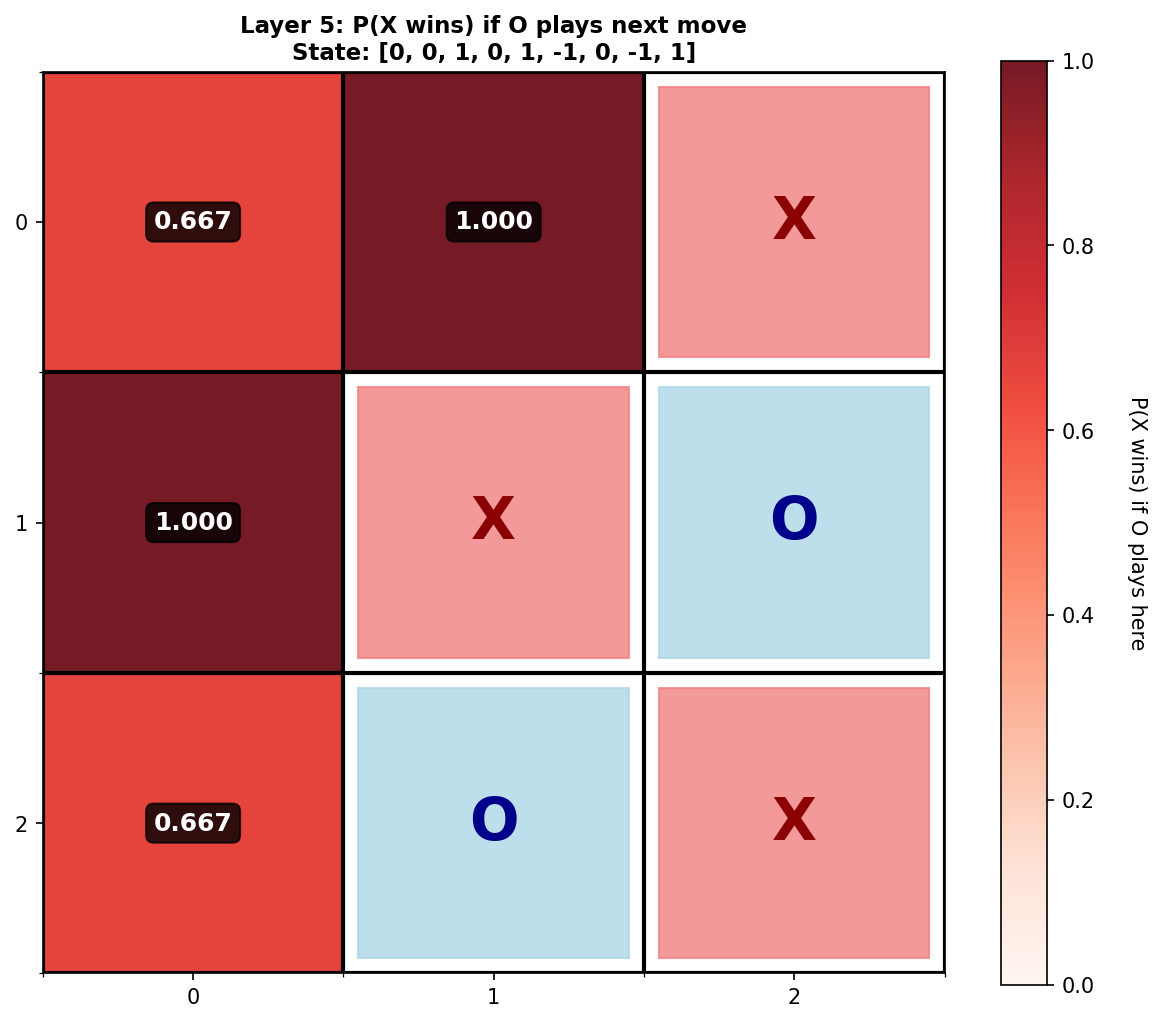 Layer 5: P(X wins) if O plays next move
State: [0, 0, 1, 0, 1, -1, 0, -1, 1]
0
0.667
1.000
X
1
1.000
X
O
2
0.667
O
X
0
1
2
1.0
0.8
0.6
0.4
0.2
0.0
P(X wins) if O plays here